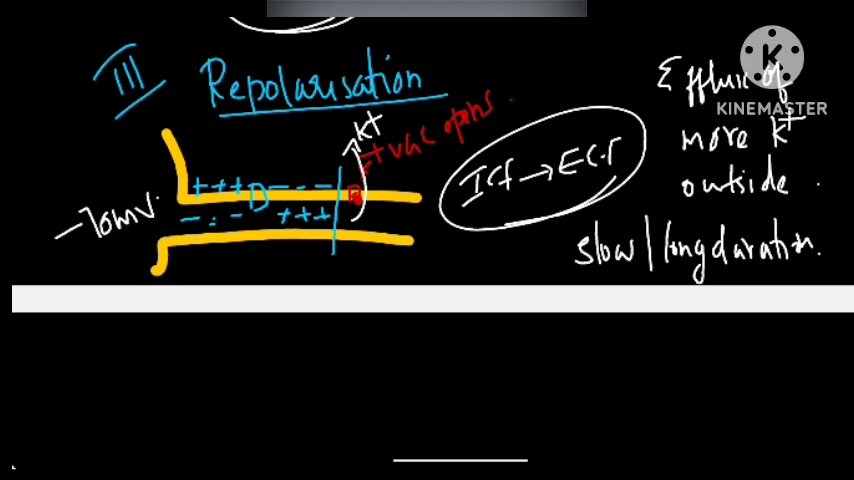 III Repolarisation
K
KINEMASTER
Efflux of
more K+
outside.
slow / long duration.
K+
K+ VGC opens.
ICF → ECF
+ + + D - - -
- - - + + +
-70mv